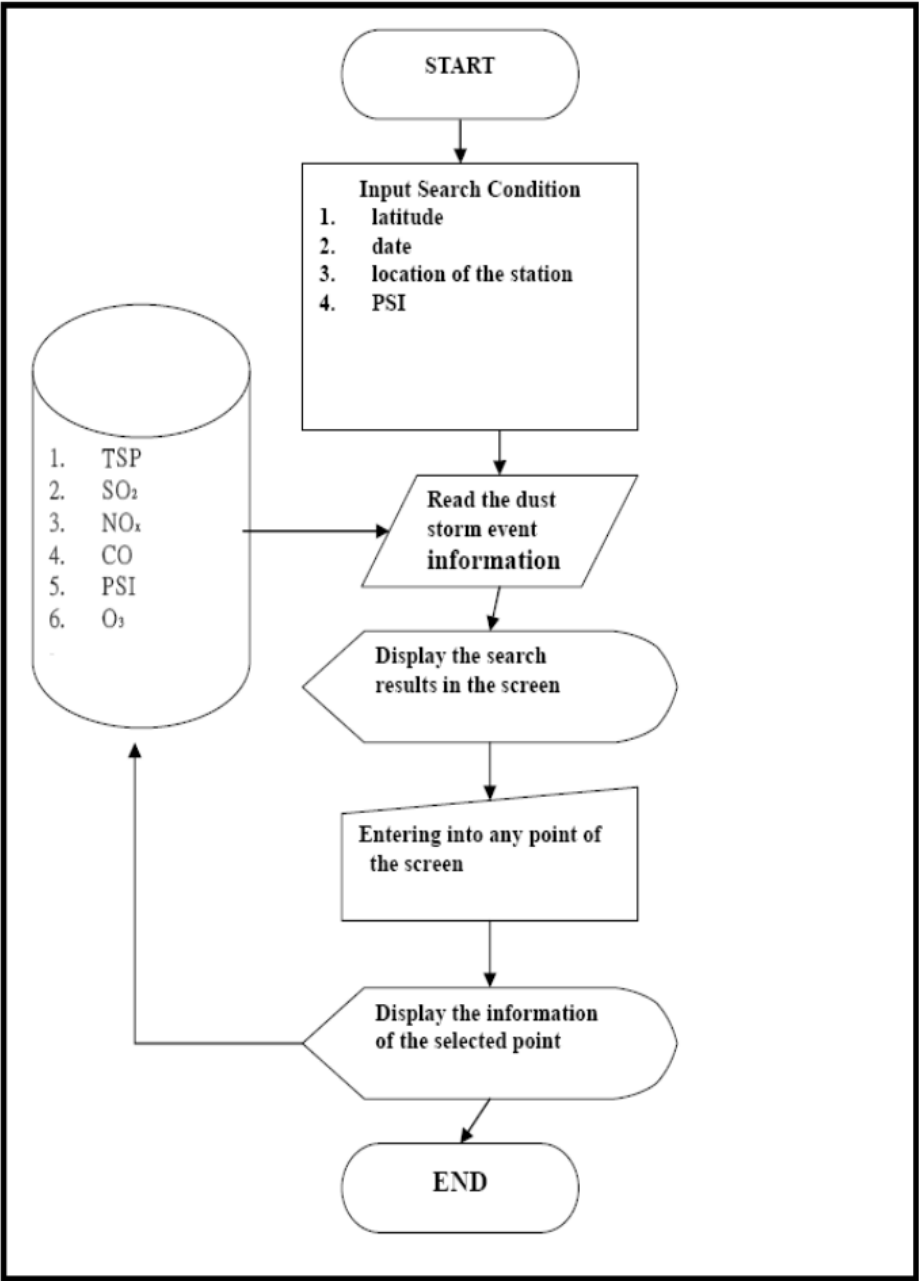 START
Input Search Condition
1. latitude
2. date
3. location of the station
4. PSI
1. TSP
2. SO₂
3. NOₓ
4. CO
5. PSI
6. O₃
Read the dust
storm event
information
Display the search
results in the screen
Entering into any point of
the screen
Display the information
of the selected point
END